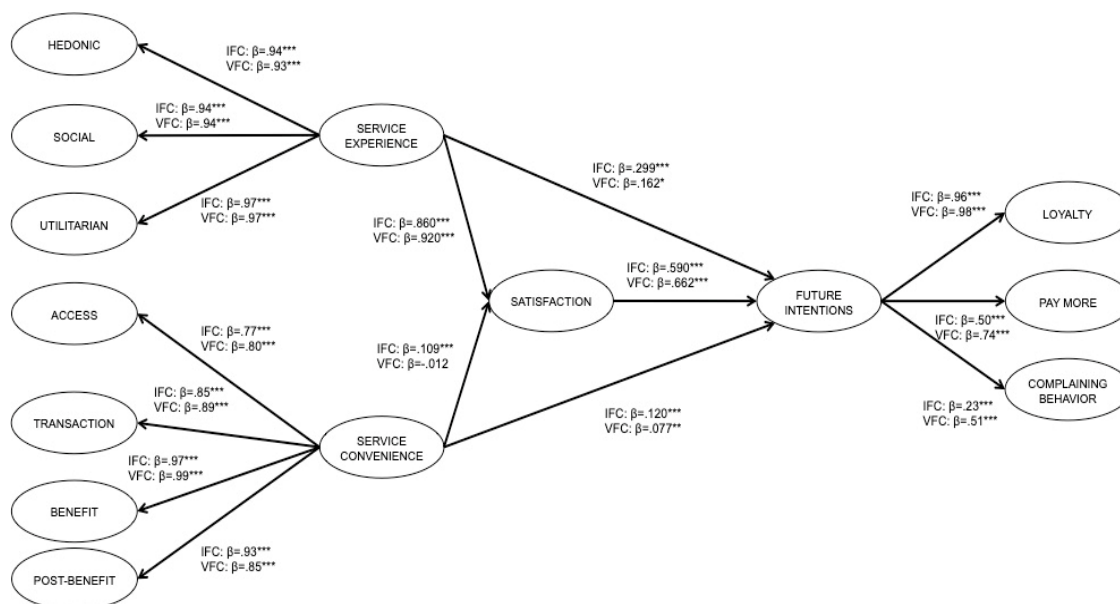 HEDONIC
IFC: β=.94***
VFC: β=.93***
SOCIAL
IFC: β=.94***
VFC: β=.94***
SERVICE
EXPERIENCE
UTILITARIAN
IFC: β=.97***
VFC: β=.97***
IFC: β=.299***
VFC: β=.162*
IFC: β=.860***
VFC: β=.920***
IFC: β=.96***
VFC: β=.98***
LOYALTY
ACCESS
IFC: β=.77***
VFC: β=.80***
SATISFACTION
IFC: β=.590***
VFC: β=.662***
FUTURE
INTENTIONS
PAY MORE
IFC: β=.50***
VFC: β=.74***
IFC: β=.109***
VFC: β=-.012
TRANSACTION
IFC: β=.85***
VFC: β=.89***
SERVICE
CONVENIENCE
IFC: β=.120***
VFC: β=.077**
COMPLAINING
BEHAVIOR
IFC: β=.23***
VFC: β=.51***
BENEFIT
IFC: β=.97***
VFC: β=.99***
POST-BENEFIT
IFC: β=.93***
VFC: β=.85***